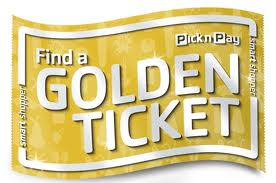 Pick n Pay
Find a
GOLDEN
TICKET
smart shopper
smart shopper